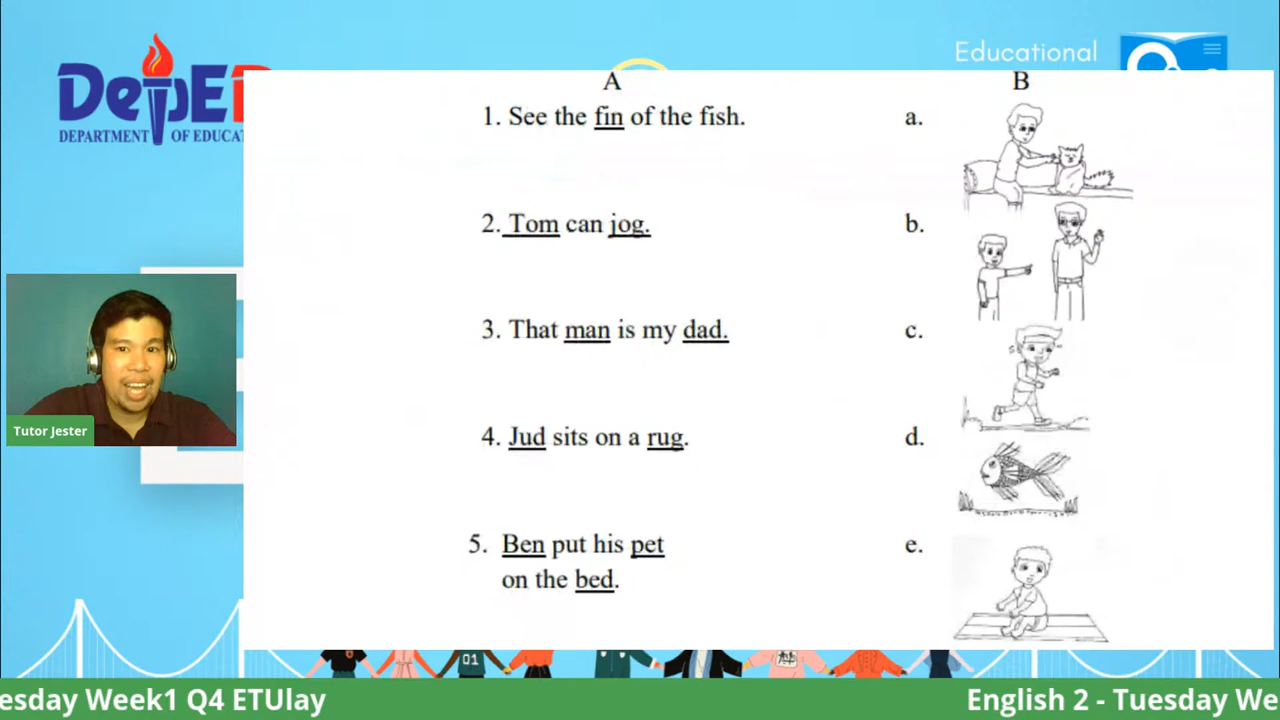 Educational
DepED
DEPARTMENT OF EDUCAT
A
B
1. See the fin of the fish.
a.
2. Tom can jog.
b.
3. That man is my dad.
c.
4. Jud sits on a rug.
d.
5. Ben put his pet
on the bed.
e.
Tutor Jester
Q1
esday Week1 Q4 ETUlay
English 2 - Tuesday We